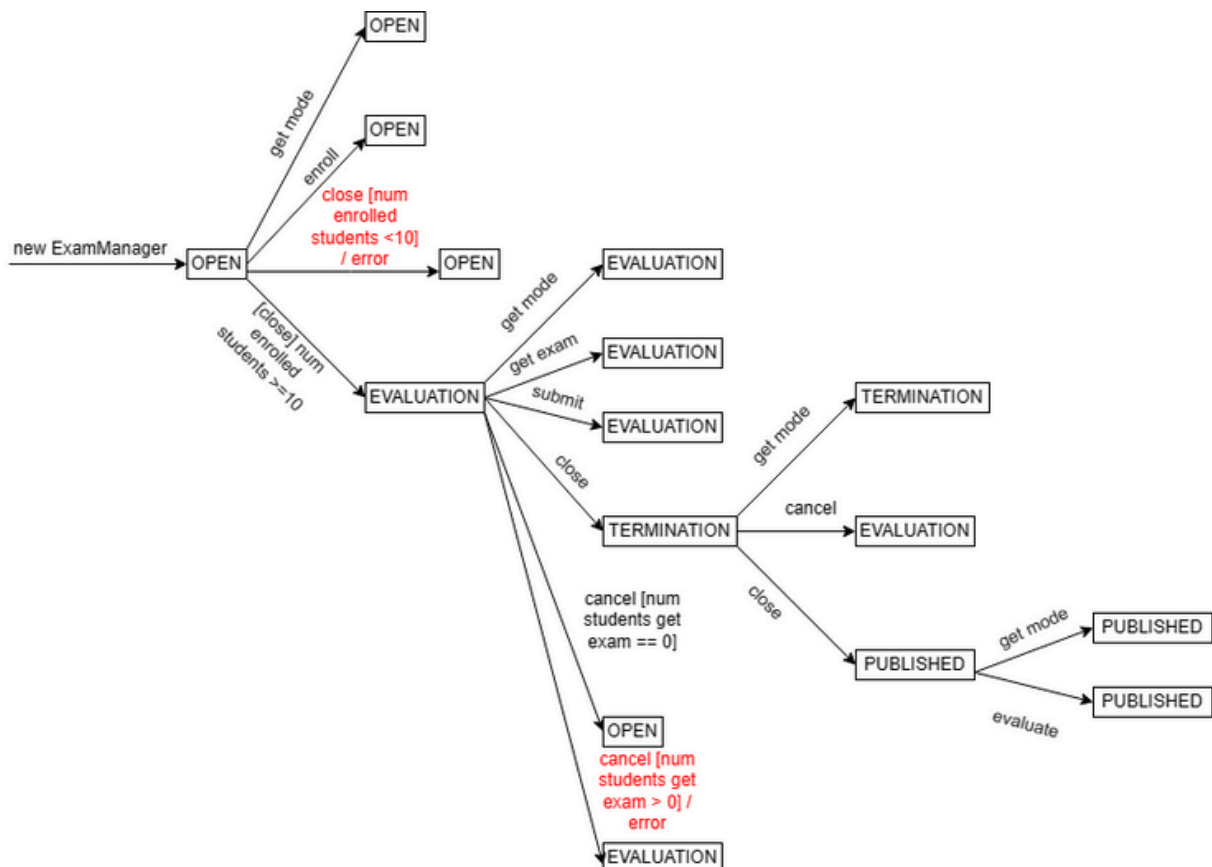 OPEN
get mode
OPEN
enroll
close [num
enrolled
students <10]
/ error
new ExamManager
OPEN
OPEN
[close] num
enrolled
students >=10
EVALUATION
get mode
EVALUATION
get exam
EVALUATION
submit
EVALUATION
close
TERMINATION
get mode
TERMINATION
cancel
EVALUATION
close
PUBLISHED
get mode
PUBLISHED
evaluate
PUBLISHED
cancel [num
students get
exam == 0]
OPEN
cancel [num
students get
exam > 0] /
error
EVALUATION